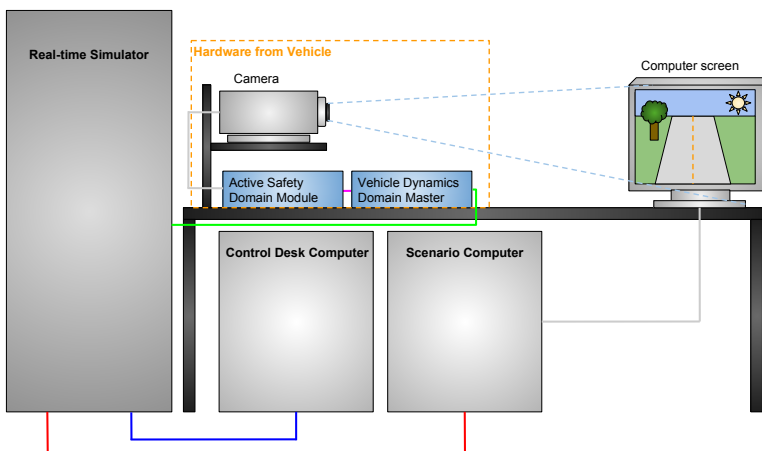 Real-time Simulator
Hardware from Vehicle
Camera
Computer screen
Active Safety
Domain Module
Vehicle Dynamics
Domain Master
Control Desk Computer
Scenario Computer